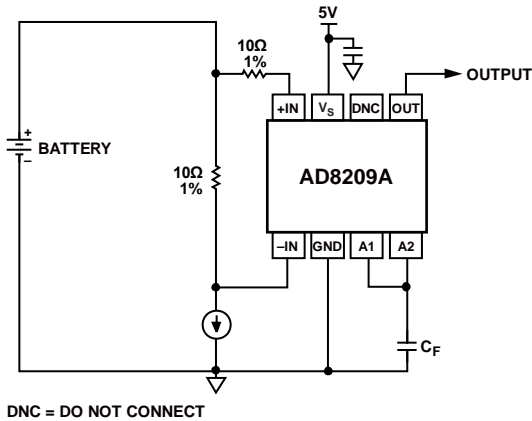 5V
10Ω
1%
OUTPUT
+IN
VS
DNC
OUT
+
–
BATTERY
10Ω
1%
AD8209A
–IN
GND
A1
A2
CF
DNC = DO NOT CONNECT